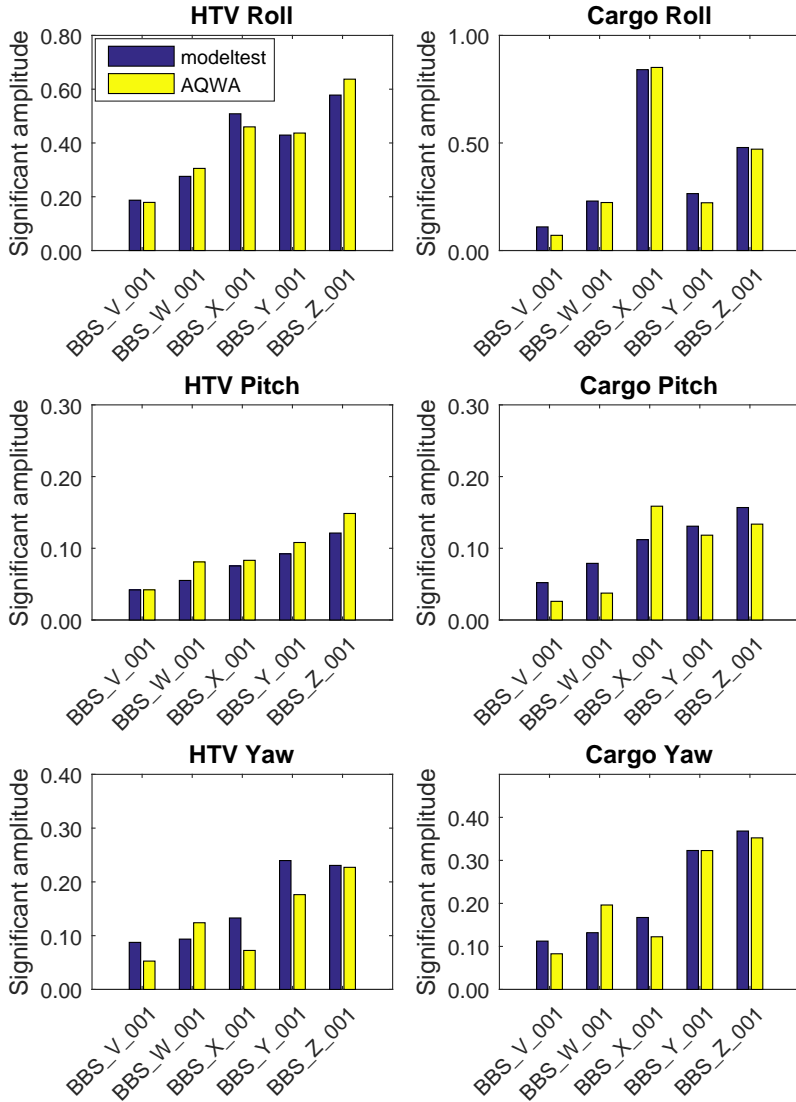 HTV Roll
Significant amplitude
0.80
0.60
0.40
0.20
0.00
modeltest
AQWA
BBS_V_001
BBS_W_001
BBS_X_001
BBS_Y_001
BBS_Z_001
Cargo Roll
Significant amplitude
1.00
0.50
0.00
BBS_V_001
BBS_W_001
BBS_X_001
BBS_Y_001
BBS_Z_001
HTV Pitch
Significant amplitude
0.30
0.20
0.10
0.00
BBS_V_001
BBS_W_001
BBS_X_001
BBS_Y_001
BBS_Z_001
Cargo Pitch
Significant amplitude
0.30
0.20
0.10
0.00
BBS_V_001
BBS_W_001
BBS_X_001
BBS_Y_001
BBS_Z_001
HTV Yaw
Significant amplitude
0.40
0.30
0.20
0.10
0.00
BBS_V_001
BBS_W_001
BBS_X_001
BBS_Y_001
BBS_Z_001
Cargo Yaw
Significant amplitude
0.40
0.30
0.20
0.10
0.00
BBS_V_001
BBS_W_001
BBS_X_001
BBS_Y_001
BBS_Z_001